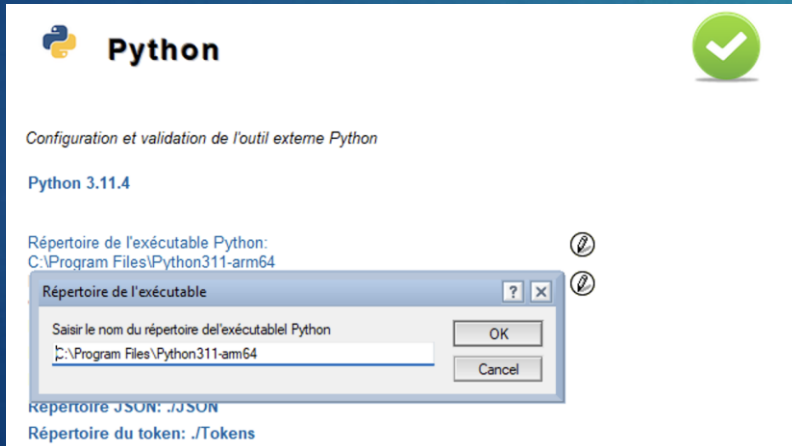 Python
Configuration et validation de l'outil externe Python
Python 3.11.4
Répertoire de l'exécutable Python:
C:\Program Files\Python311-arm64
Répertoire de l'exécutable
Saisir le nom du répertoire del'exécutablel Python
OK
C:\Program Files\Python311-arm64
Cancel
Répertoire JSON: ./JSON
Répertoire du token: ./Tokens